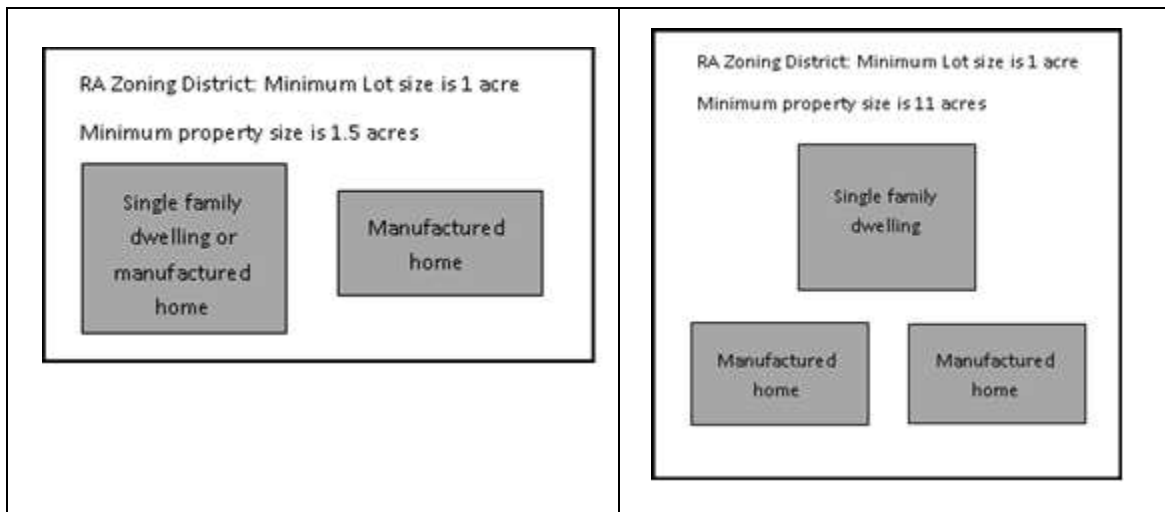 RA Zoning District: Minimum Lot size is 1 acre
Minimum property size is 1.5 acres
Single family
dwelling or
manufactured
home
Manufactured
home
RA Zoning District: Minimum Lot size is 1 acre
Minimum property size is 11 acres
Single family
dwelling
Manufactured
home
Manufactured
home